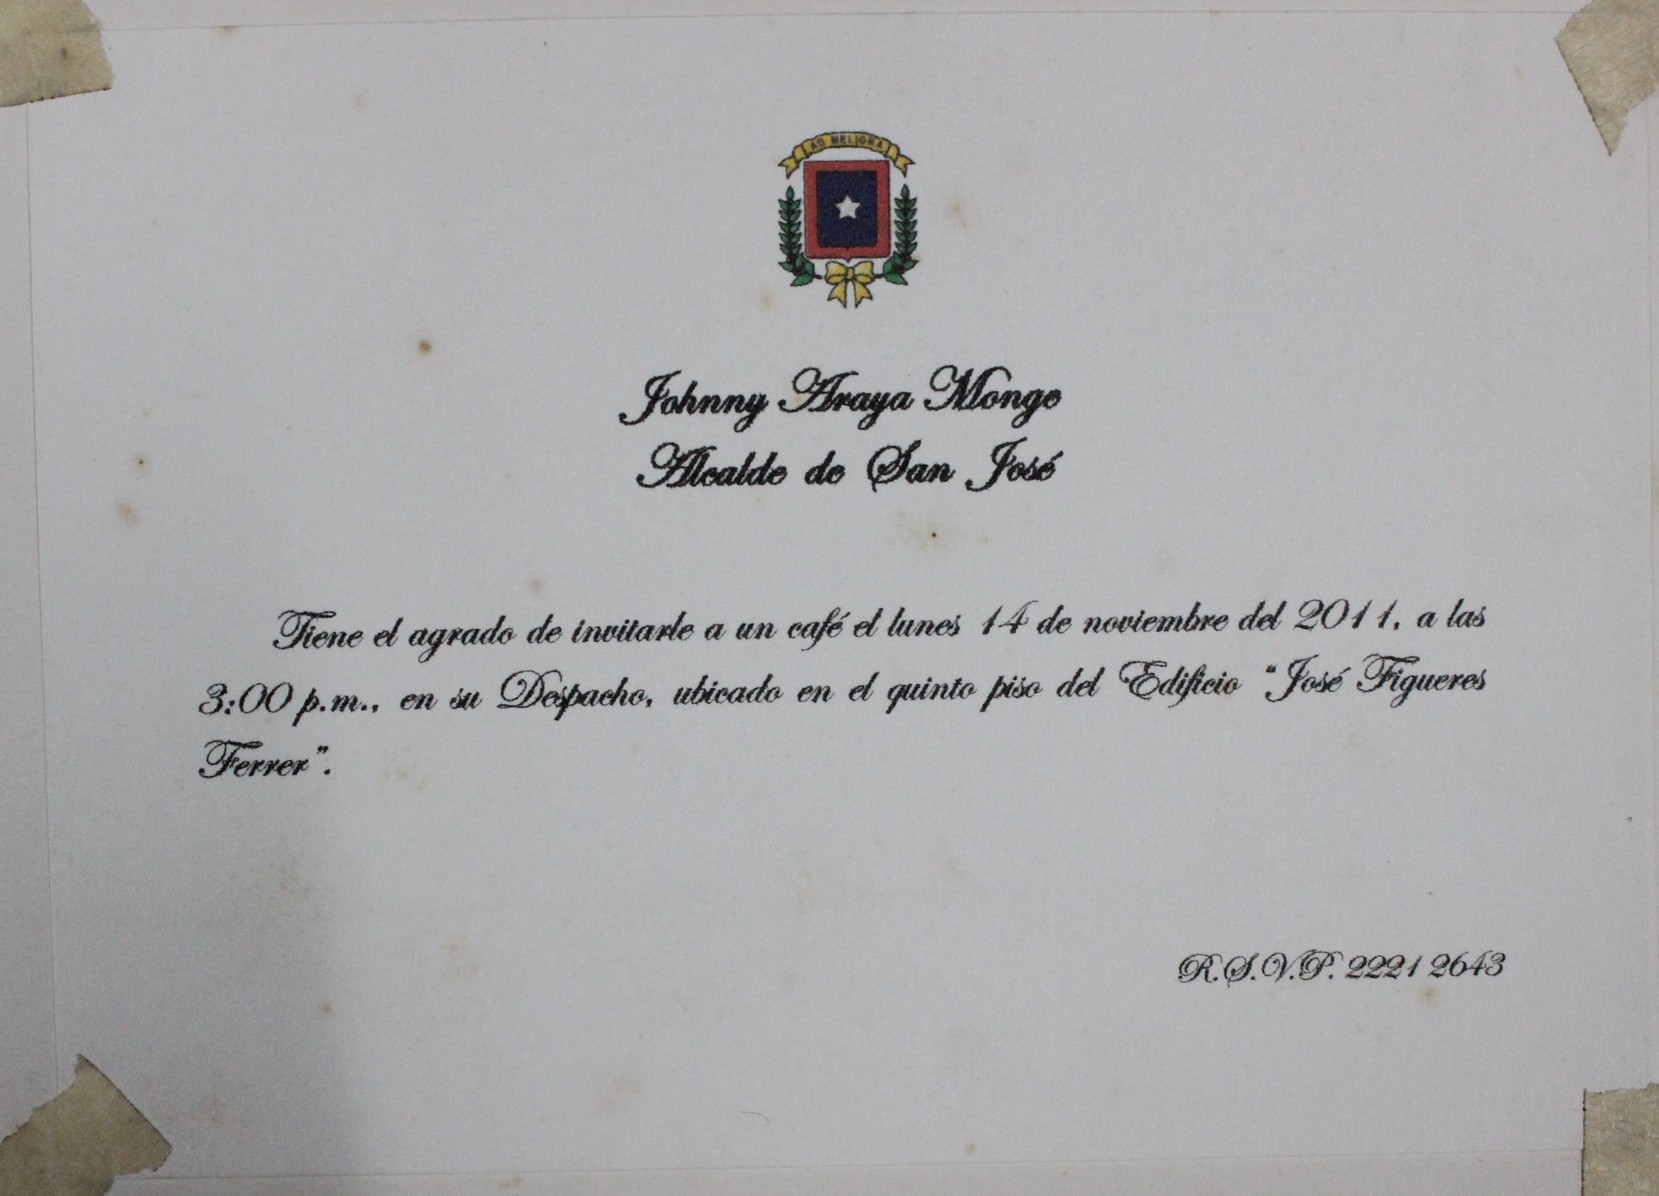 AD MELIORA
Johnny Araya Monge
Alcalde de San José
Tiene el agrado de invitarle a un café el lunes 14 de noviembre del 2011, a las
3:00 p.m., en su Despacho, ubicado en el quinto piso del Edificio "José Figueres
Ferrer".
R.S.V.P. 2221 2643